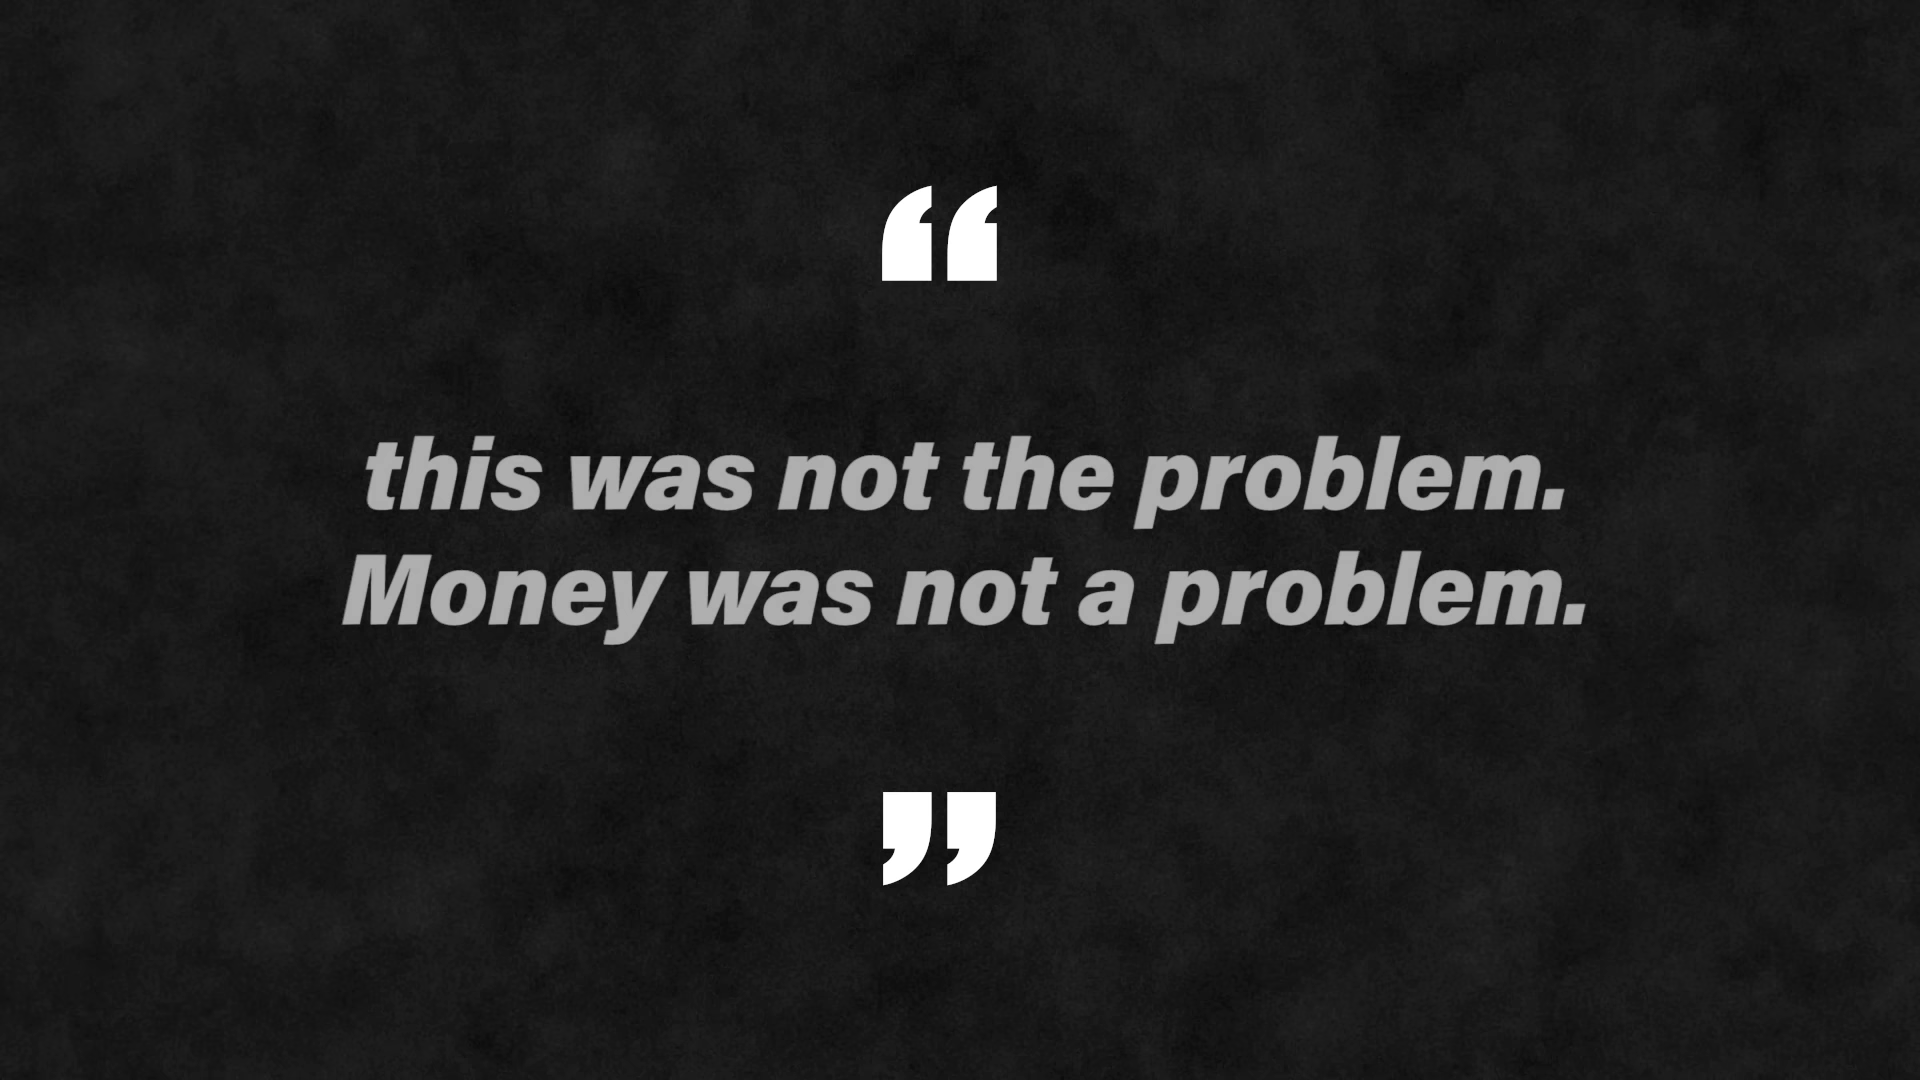 “
this was not the problem.
Money was not a problem.
”